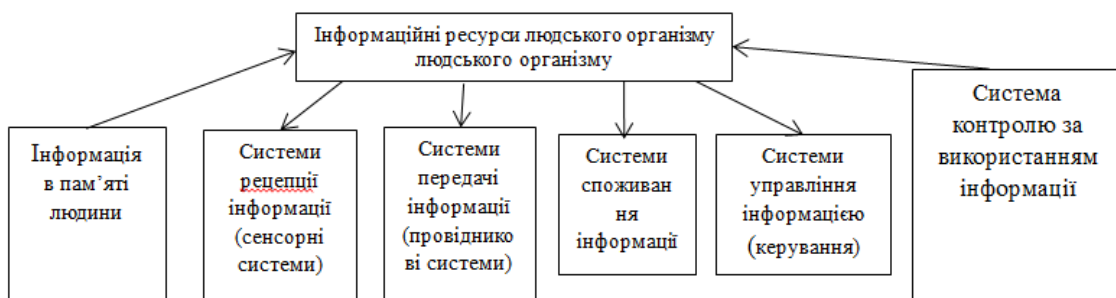 Інформаційні ресурси людського організму
людського організму
Інформація
в пам’яті
людини
Системи
рецепції
інформації
(сенсорні
системи)
Системи
передачі
інформації
(провіднико
ві системи)
Системи
споживан
ня
інформації
Системи
управління
інформацією
(керування)
Система
контролю за
використанням
інформації